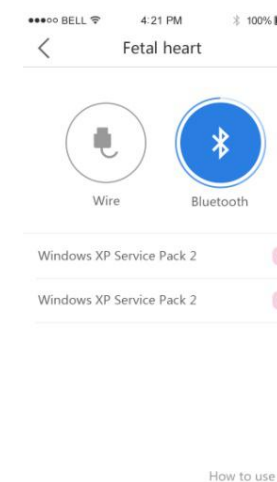 BELL 4:21 PM 100%
Fetal heart
Wire Bluetooth
Windows XP Service Pack 2
Windows XP Service Pack 2
How to use